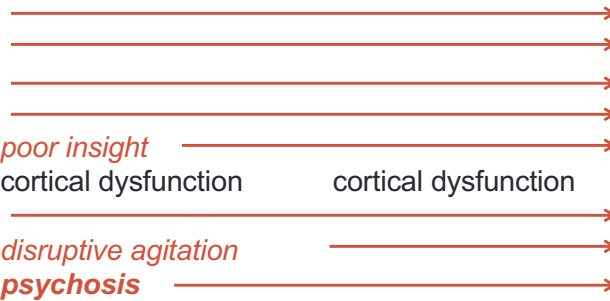 poor insight
cortical dysfunction cortical dysfunction
disruptive agitation
psychosis